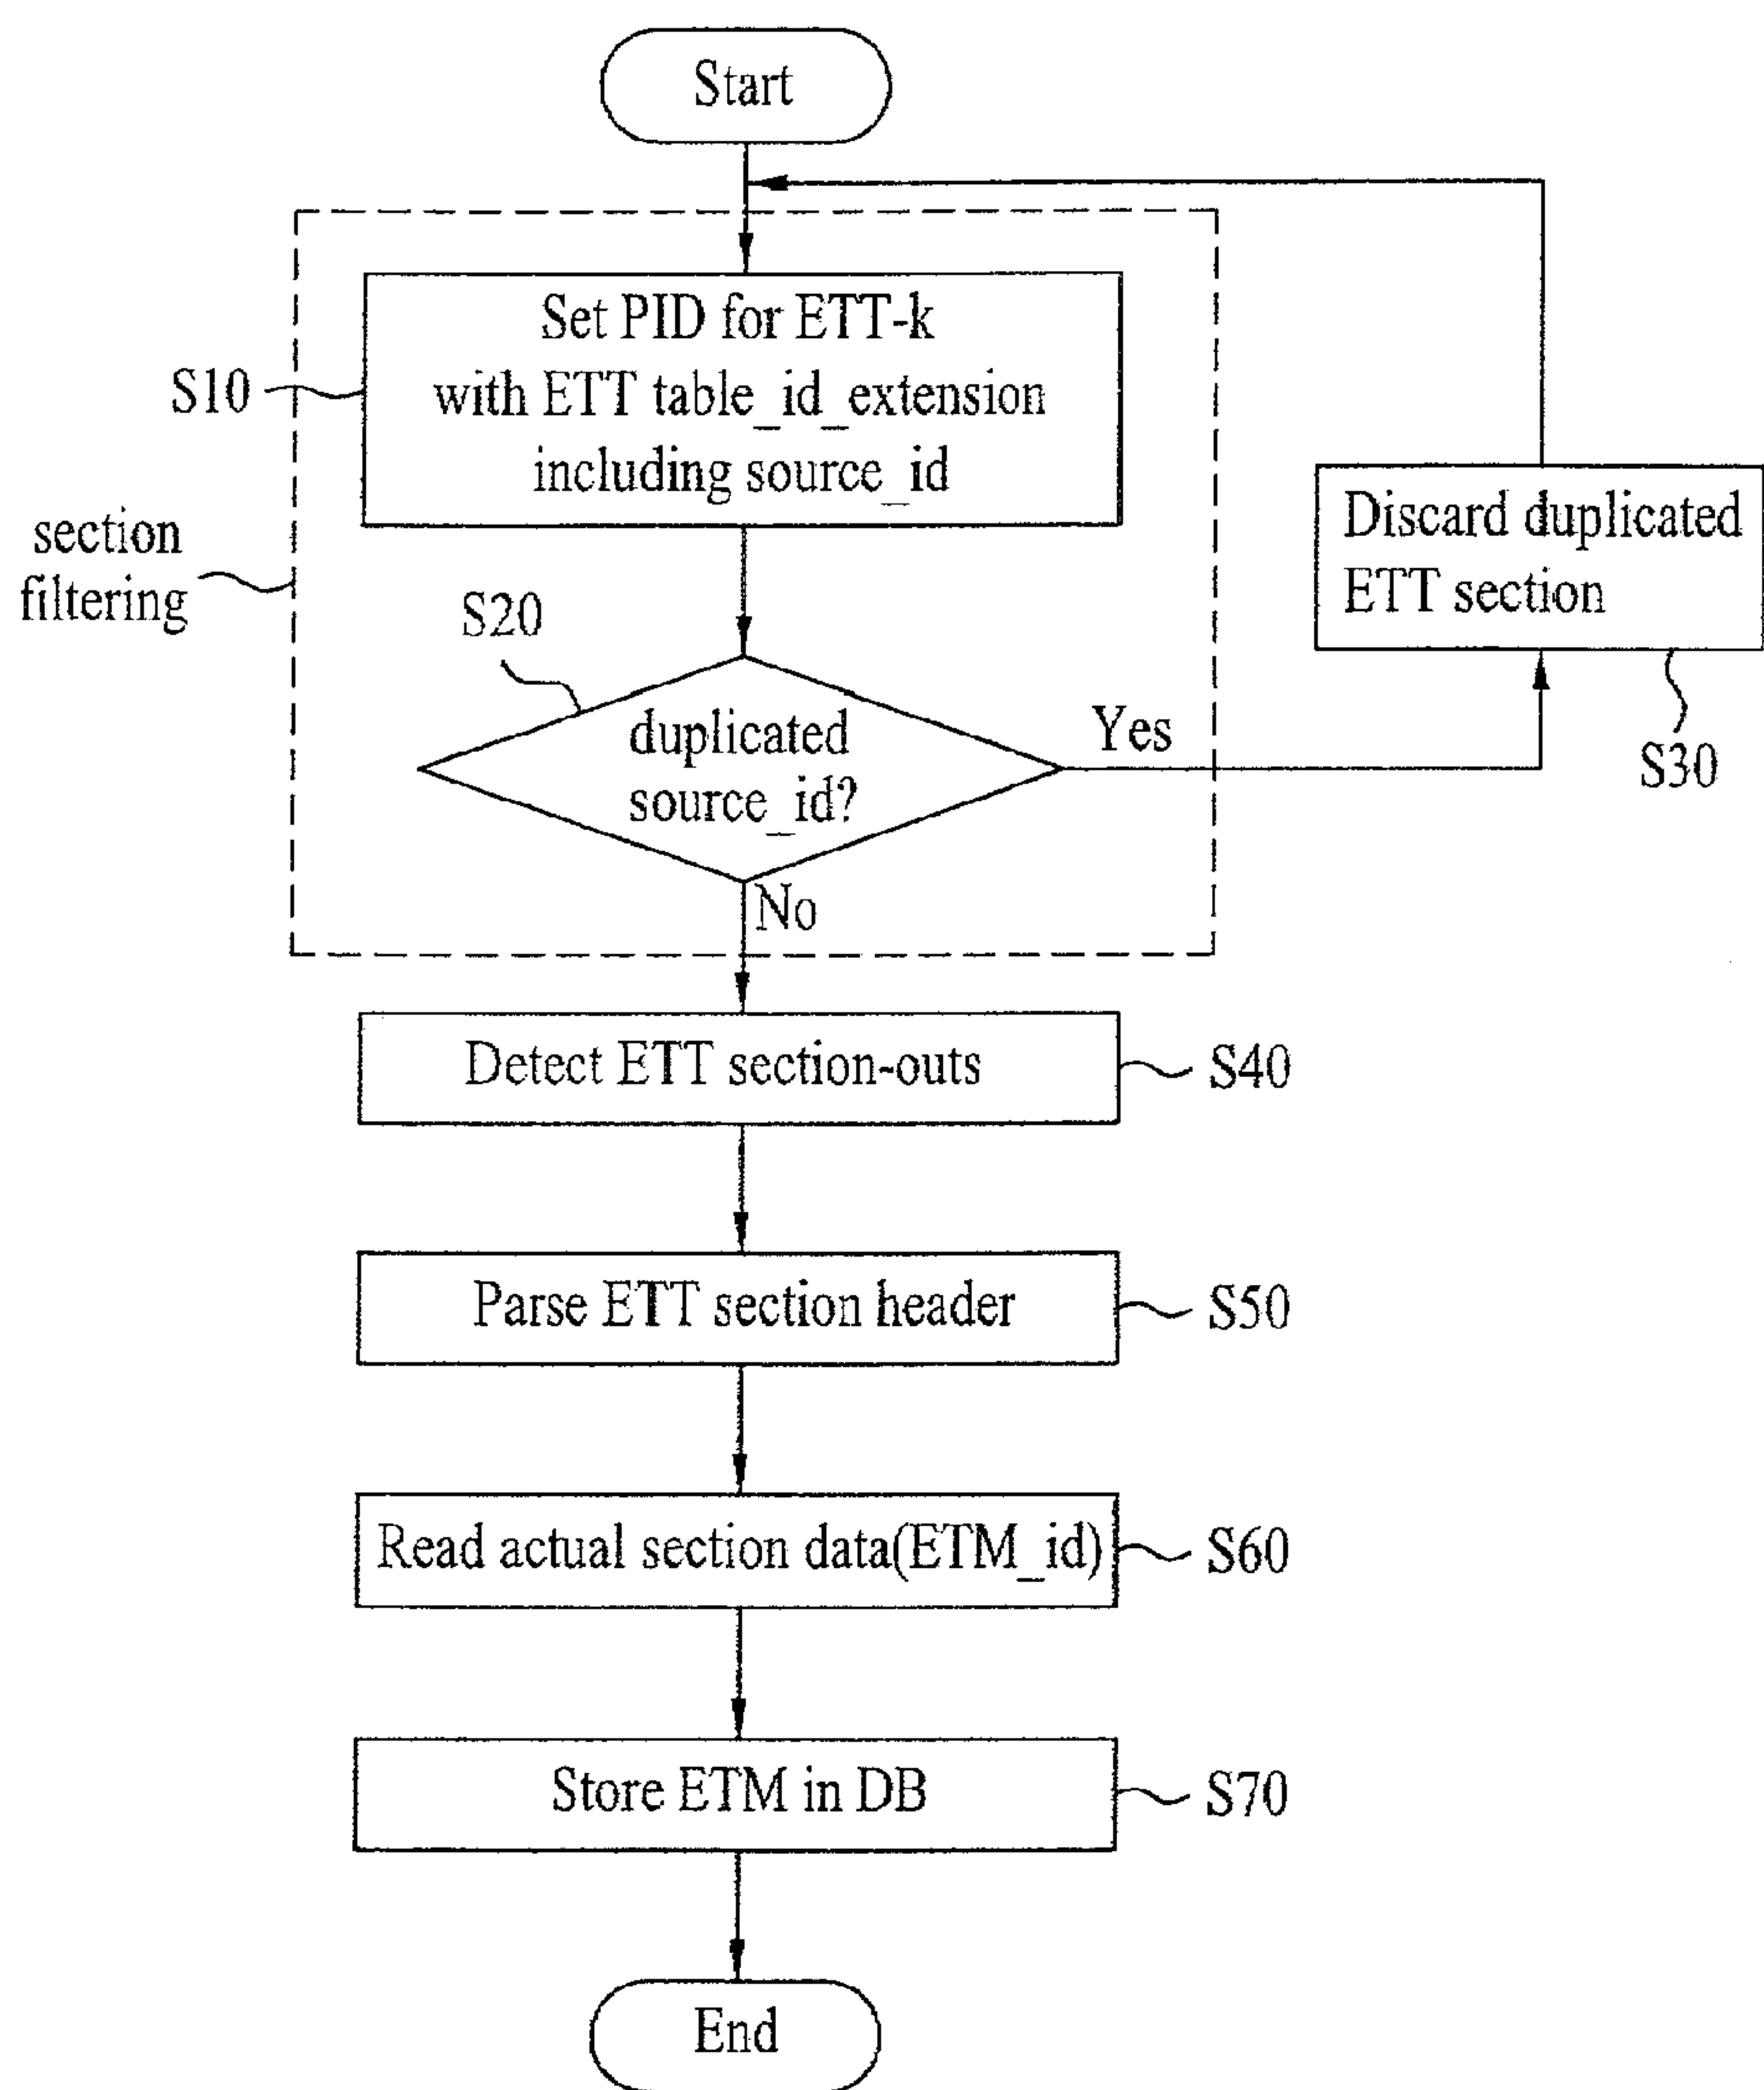 Start
Set PID for ETT-k
S10
with ETT table_id_extension
including source_id
section
filtering
Discard duplicated
ETT section
S20
duplicated
source_id?
Yes
S30
No
Detect ETT section-outs
S40
Parse ETT section header
S50
Read actual section data(ETM_id)
S60
Store ETM in DB
S70
End